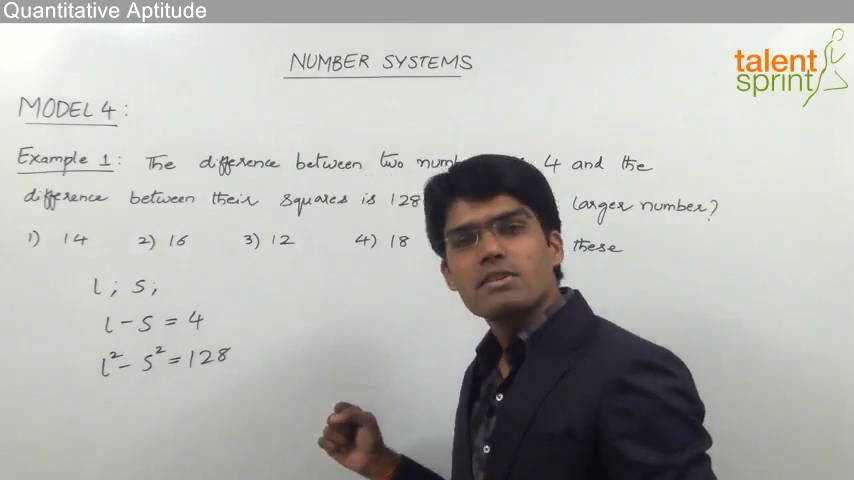 Quantitative Aptitude
NUMBER SYSTEMS
talent
sprint
MODEL 4:
Example 1: The difference between two 4 and the
difference between their squares is 128 larger number?
1) 14 2) 16 3) 12 4) 18 these
l ; s ;
l - s = 4
l² - s² = 128